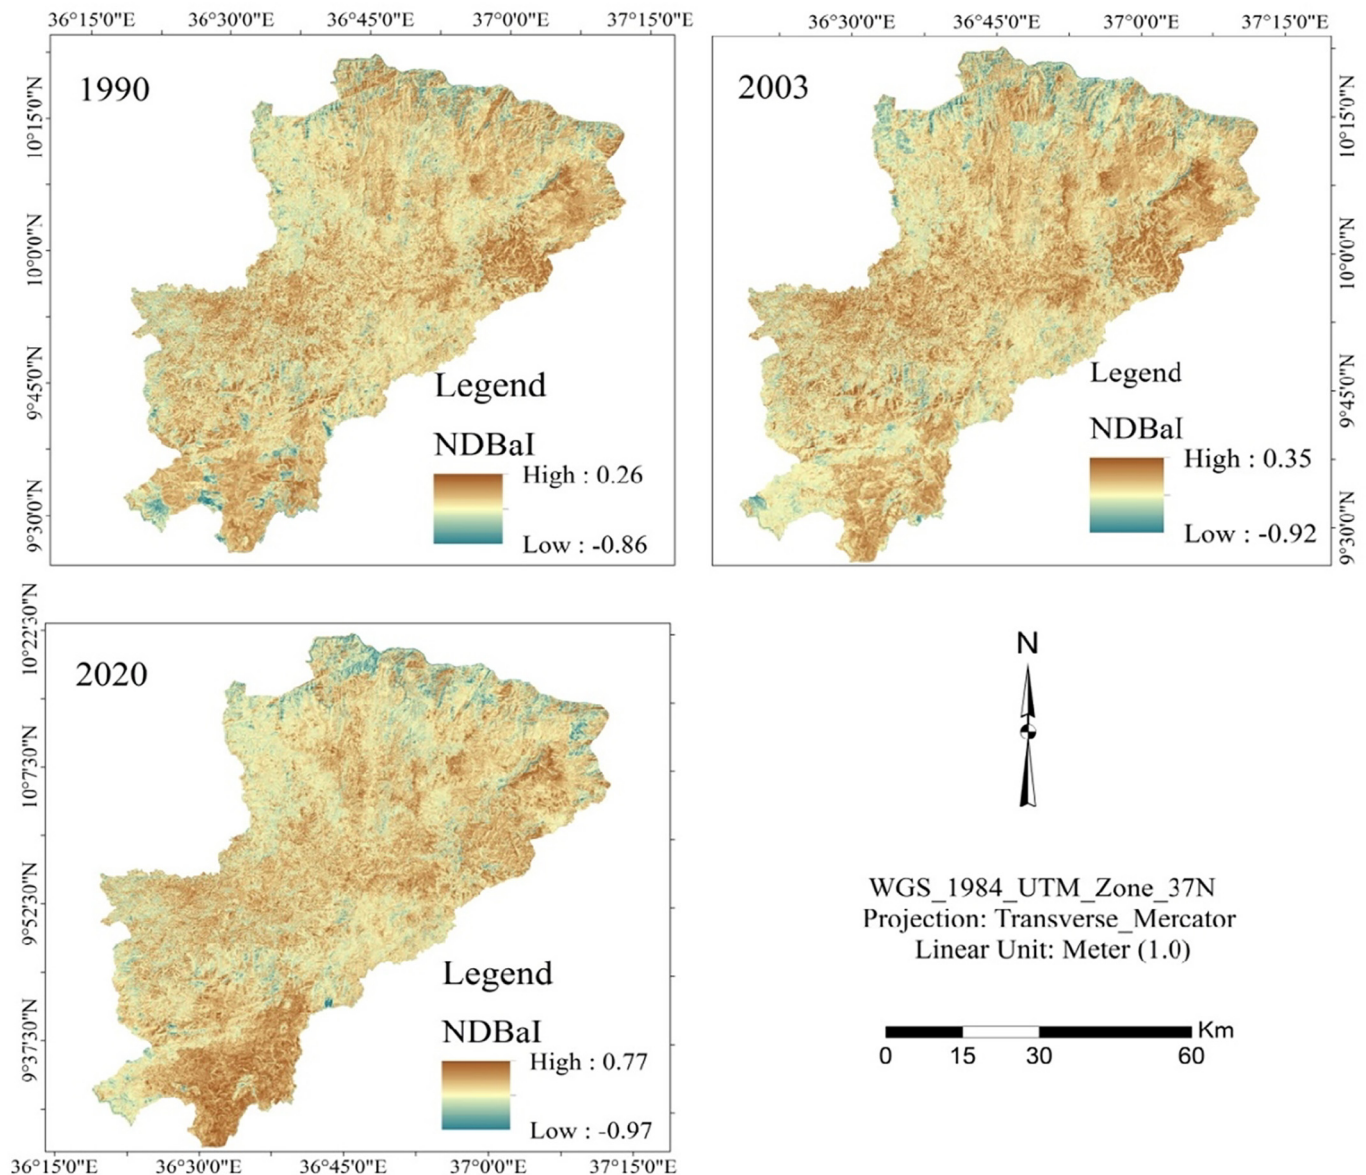 36°15'0"E 36°30'0"E 36°45'0"E 37°0'0"E 37°15'0"E
36°30'0"E 36°45'0"E 37°0'0"E 37°15'0"E
1990
10°15'0"N
10°0'0"N
9°45'0"N
9°30'0"N
Legend
NDBaI
High : 0.26
Low : -0.86
2003
10°15'0"N
10°0'0"N
9°45'0"N
9°30'0"N
Legend
NDBaI
High : 0.35
Low : -0.92
2020
10°22'30"N
10°7'30"N
9°52'30"N
9°37'30"N
Legend
NDBaI
High : 0.77
Low : -0.97
36°15'0"E 36°30'0"E 36°45'0"E 37°0'0"E 37°15'0"E
N
WGS_1984_UTM_Zone_37N
Projection: Transverse_Mercator
Linear Unit: Meter (1.0)
Km
0 15 30 60